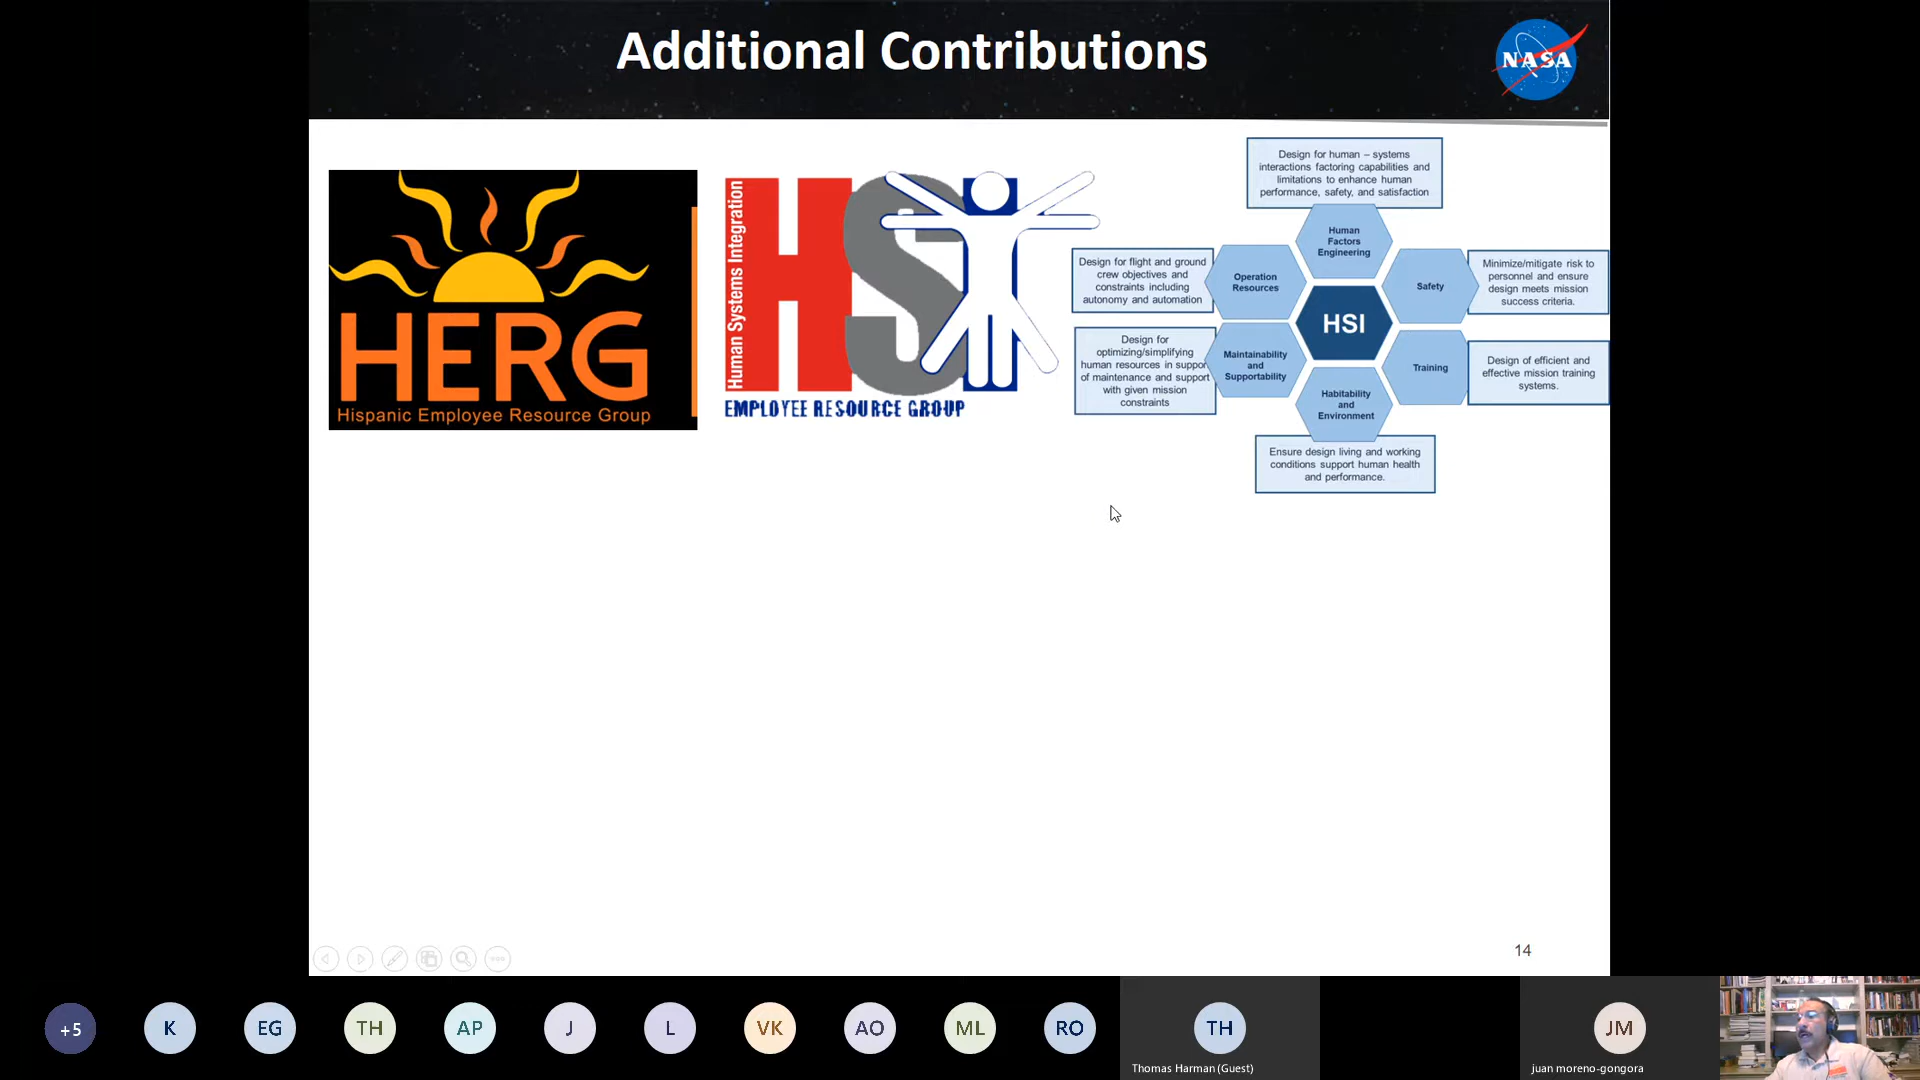 Additional Contributions
NASA
HERG
Hispanic Employee Resource Group
Human Systems Integration
HSI
EMPLOYEE RESOURCE GROUP
Design for human – systems
interactions factoring capabilities and
limitations to enhance human
performance, safety, and satisfaction
Human
Factors
Engineering
Design for flight and ground
crew objectives and
constraints including
autonomy and automation
Operation
Resources
Safety
Minimize/mitigate risk to
personnel and ensure
design meets mission
success criteria.
HSI
Design for
optimizing/simplifying
human resources in support
of maintenance and support
with given mission
constraints
Maintainability
and
Supportability
Training
Design of efficient and
effective mission training
systems.
Habitability
and
Environment
Ensure design living and working
conditions support human health
and performance.
14
+5
K
EG
TH
AP
J
L
VK
AO
ML
RO
TH
Thomas Harman (Guest)
JM
juan moreno-gongora